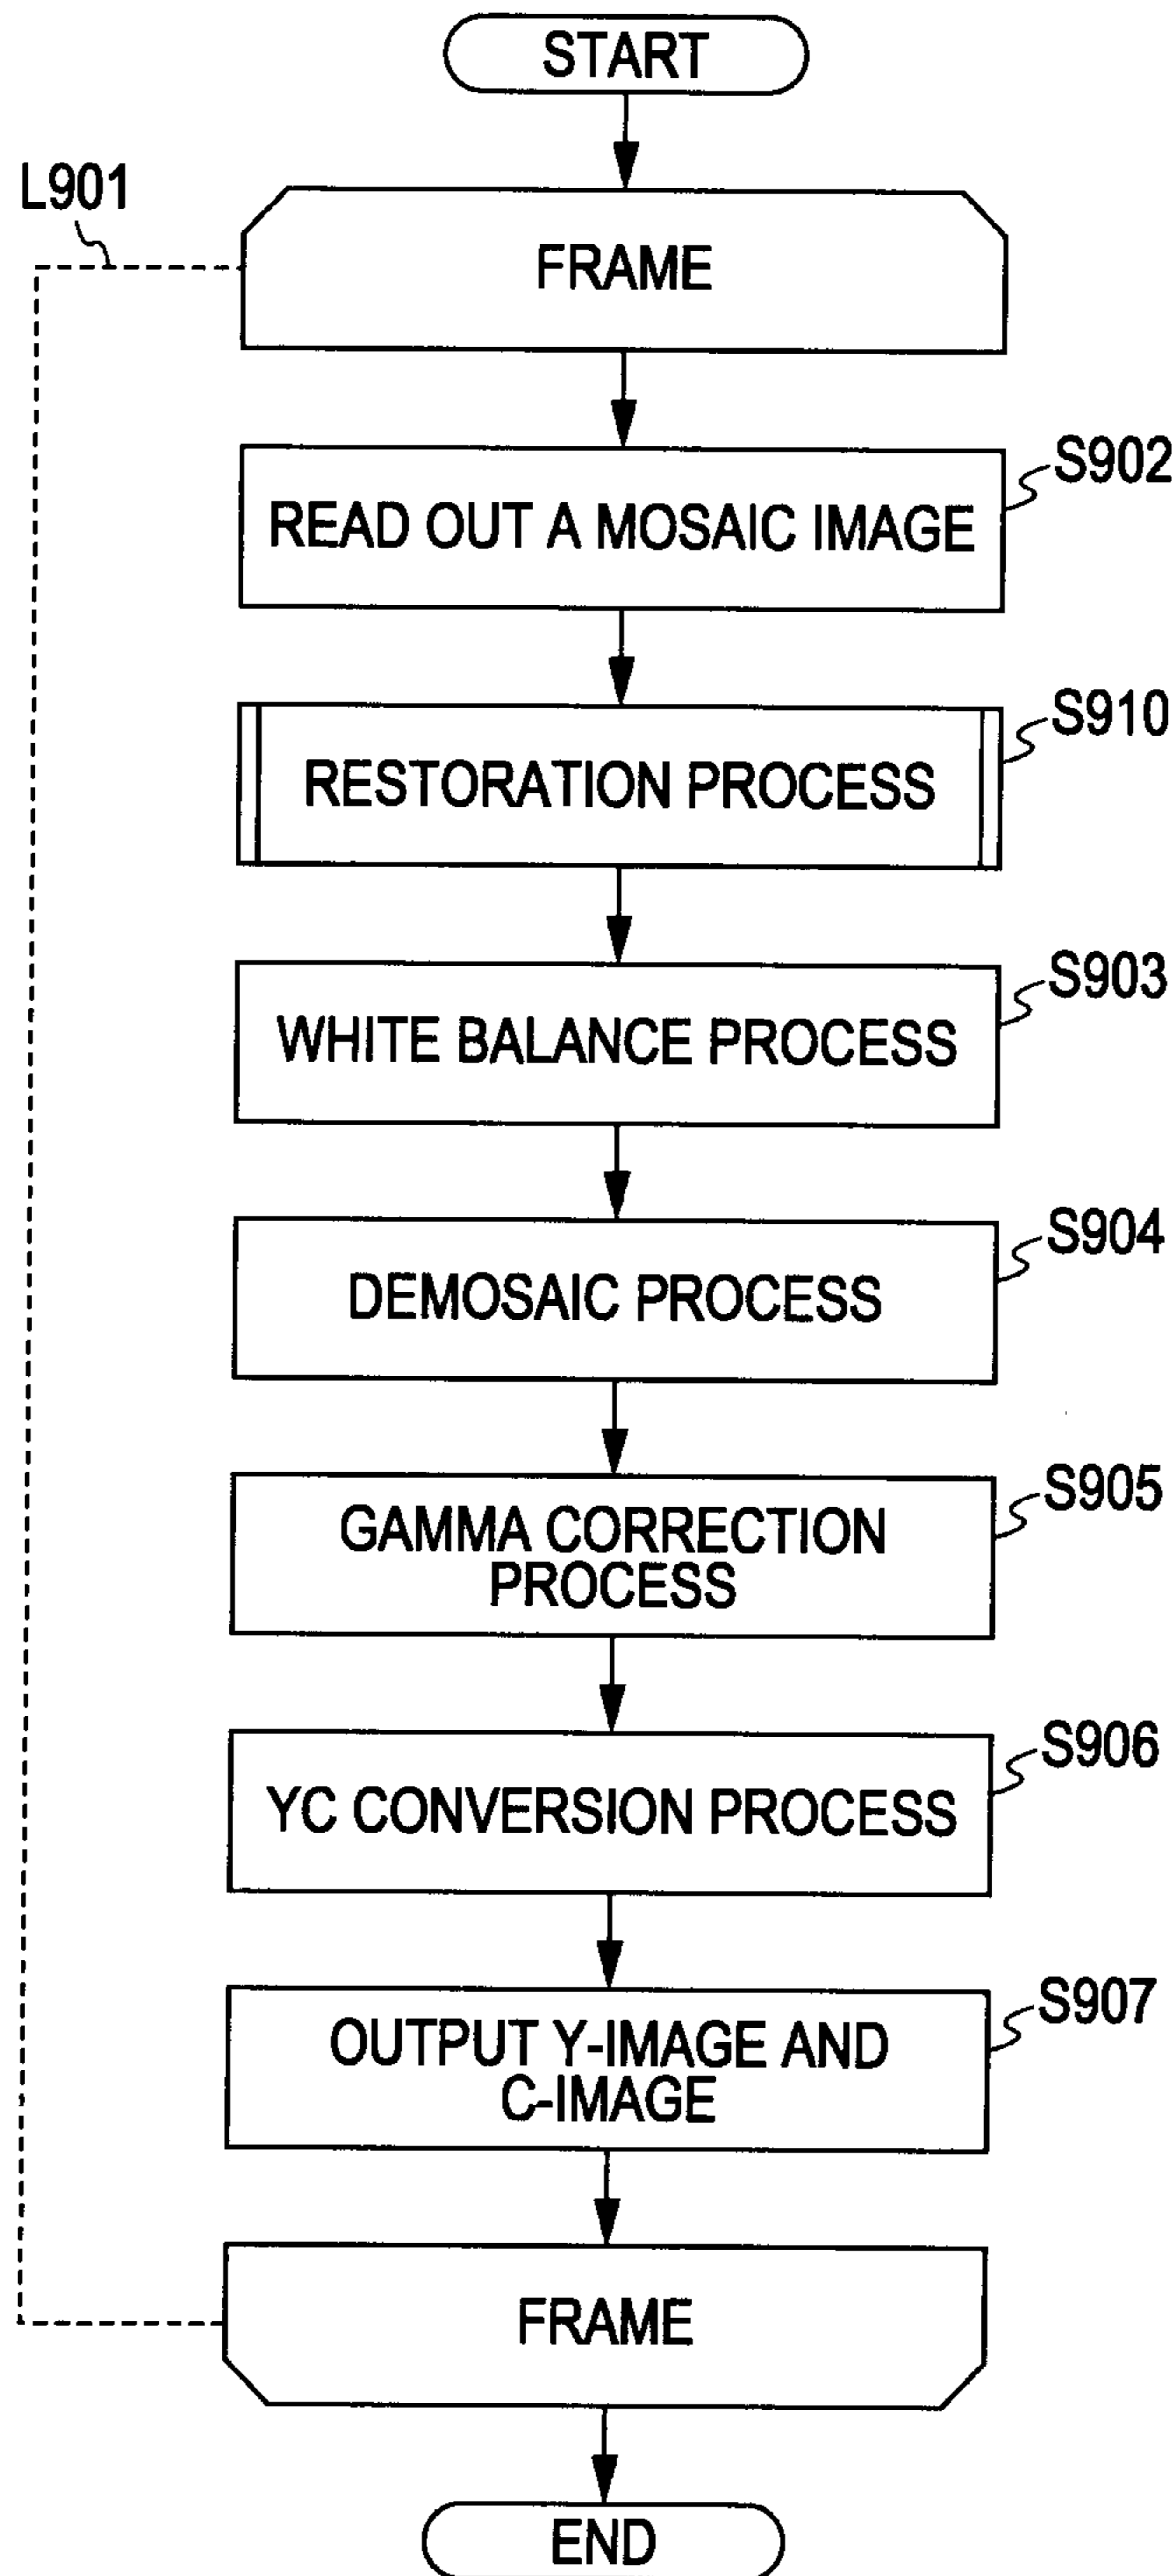 START
L901
FRAME
S902
READ OUT A MOSAIC IMAGE
S910
RESTORATION PROCESS
S903
WHITE BALANCE PROCESS
S904
DEMOSAIC PROCESS
S905
GAMMA CORRECTION
PROCESS
S906
YC CONVERSION PROCESS
S907
OUTPUT Y-IMAGE AND
C-IMAGE
FRAME
END